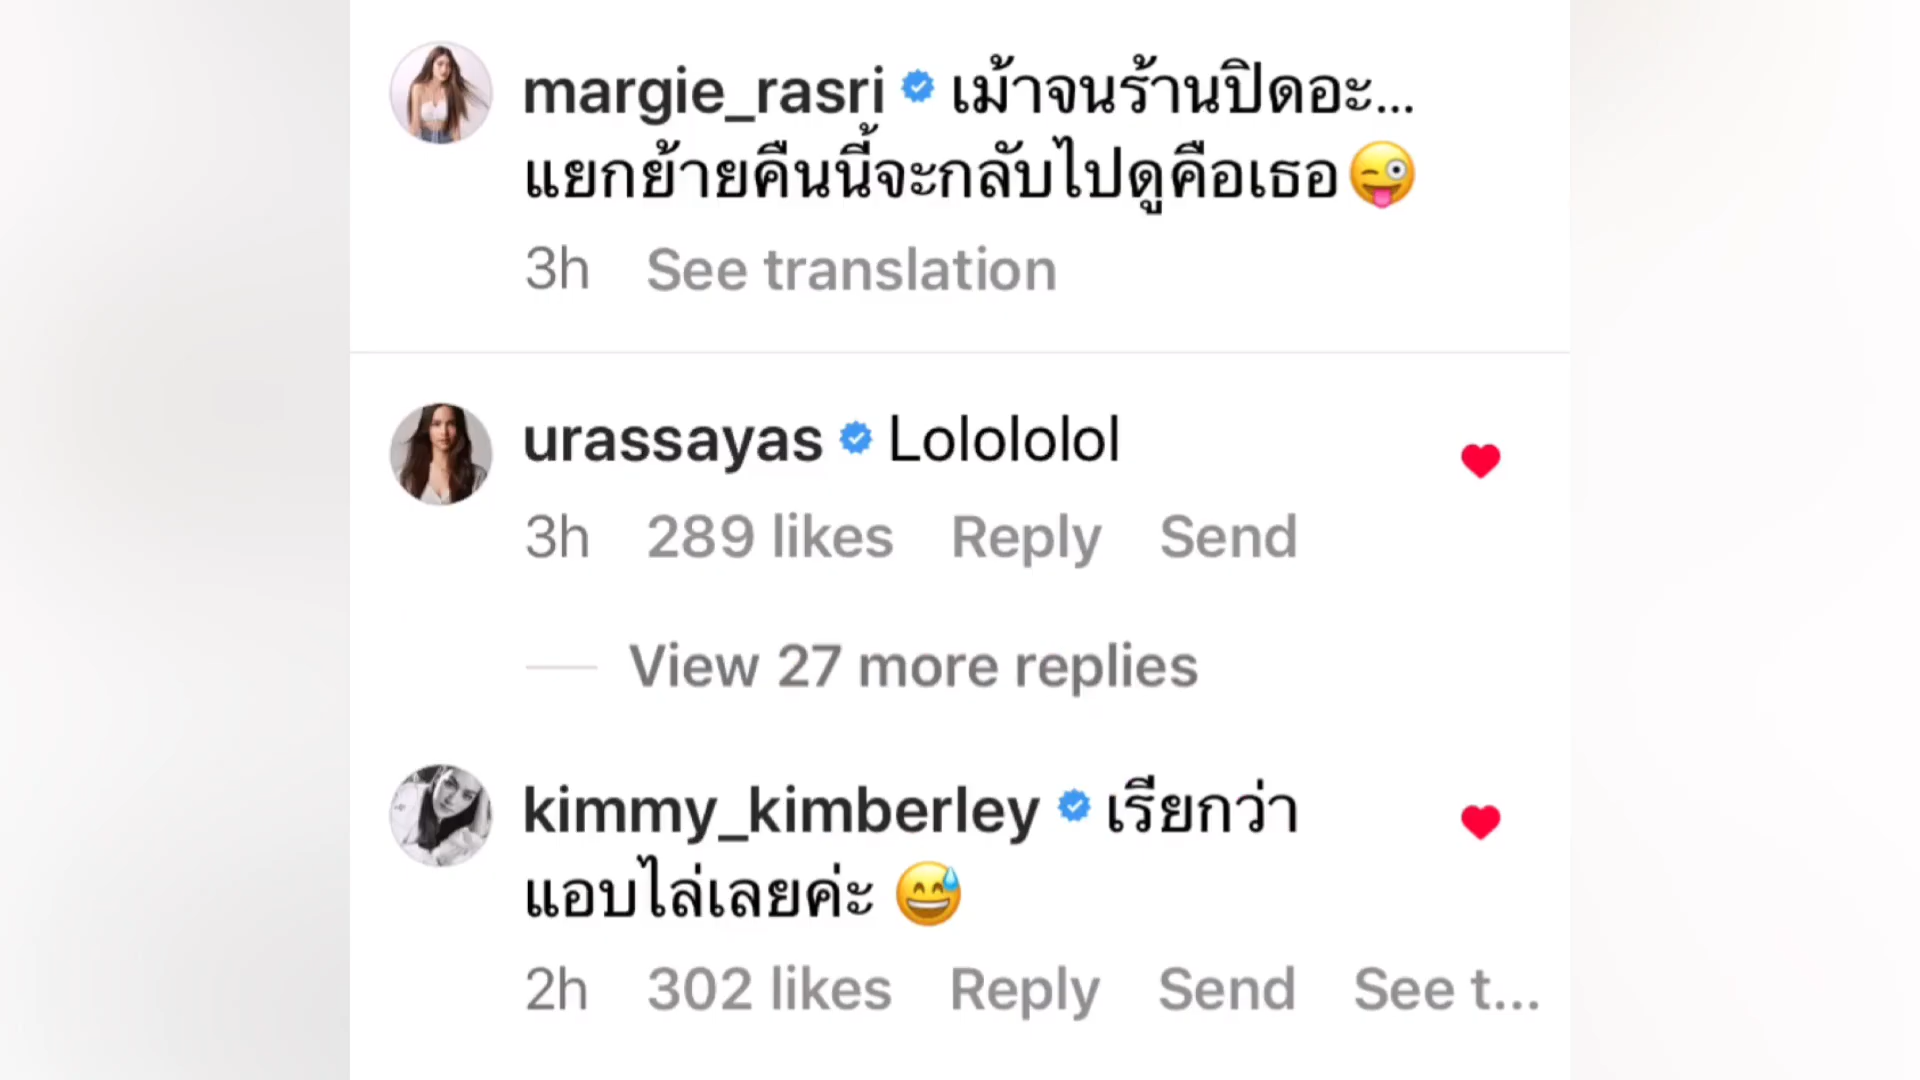 margie_rasri เม้าจนร้านปิดอะ...
แยกย้ายคืนนี้จะกลับไปดูคือเธอ😜
3h See translation
urassayas Lolololol
3h 289 likes Reply Send
View 27 more replies
kimmy_kimberley เรียกว่า
แอบไล่เลยค่ะ 😅
2h 302 likes Reply Send See t...